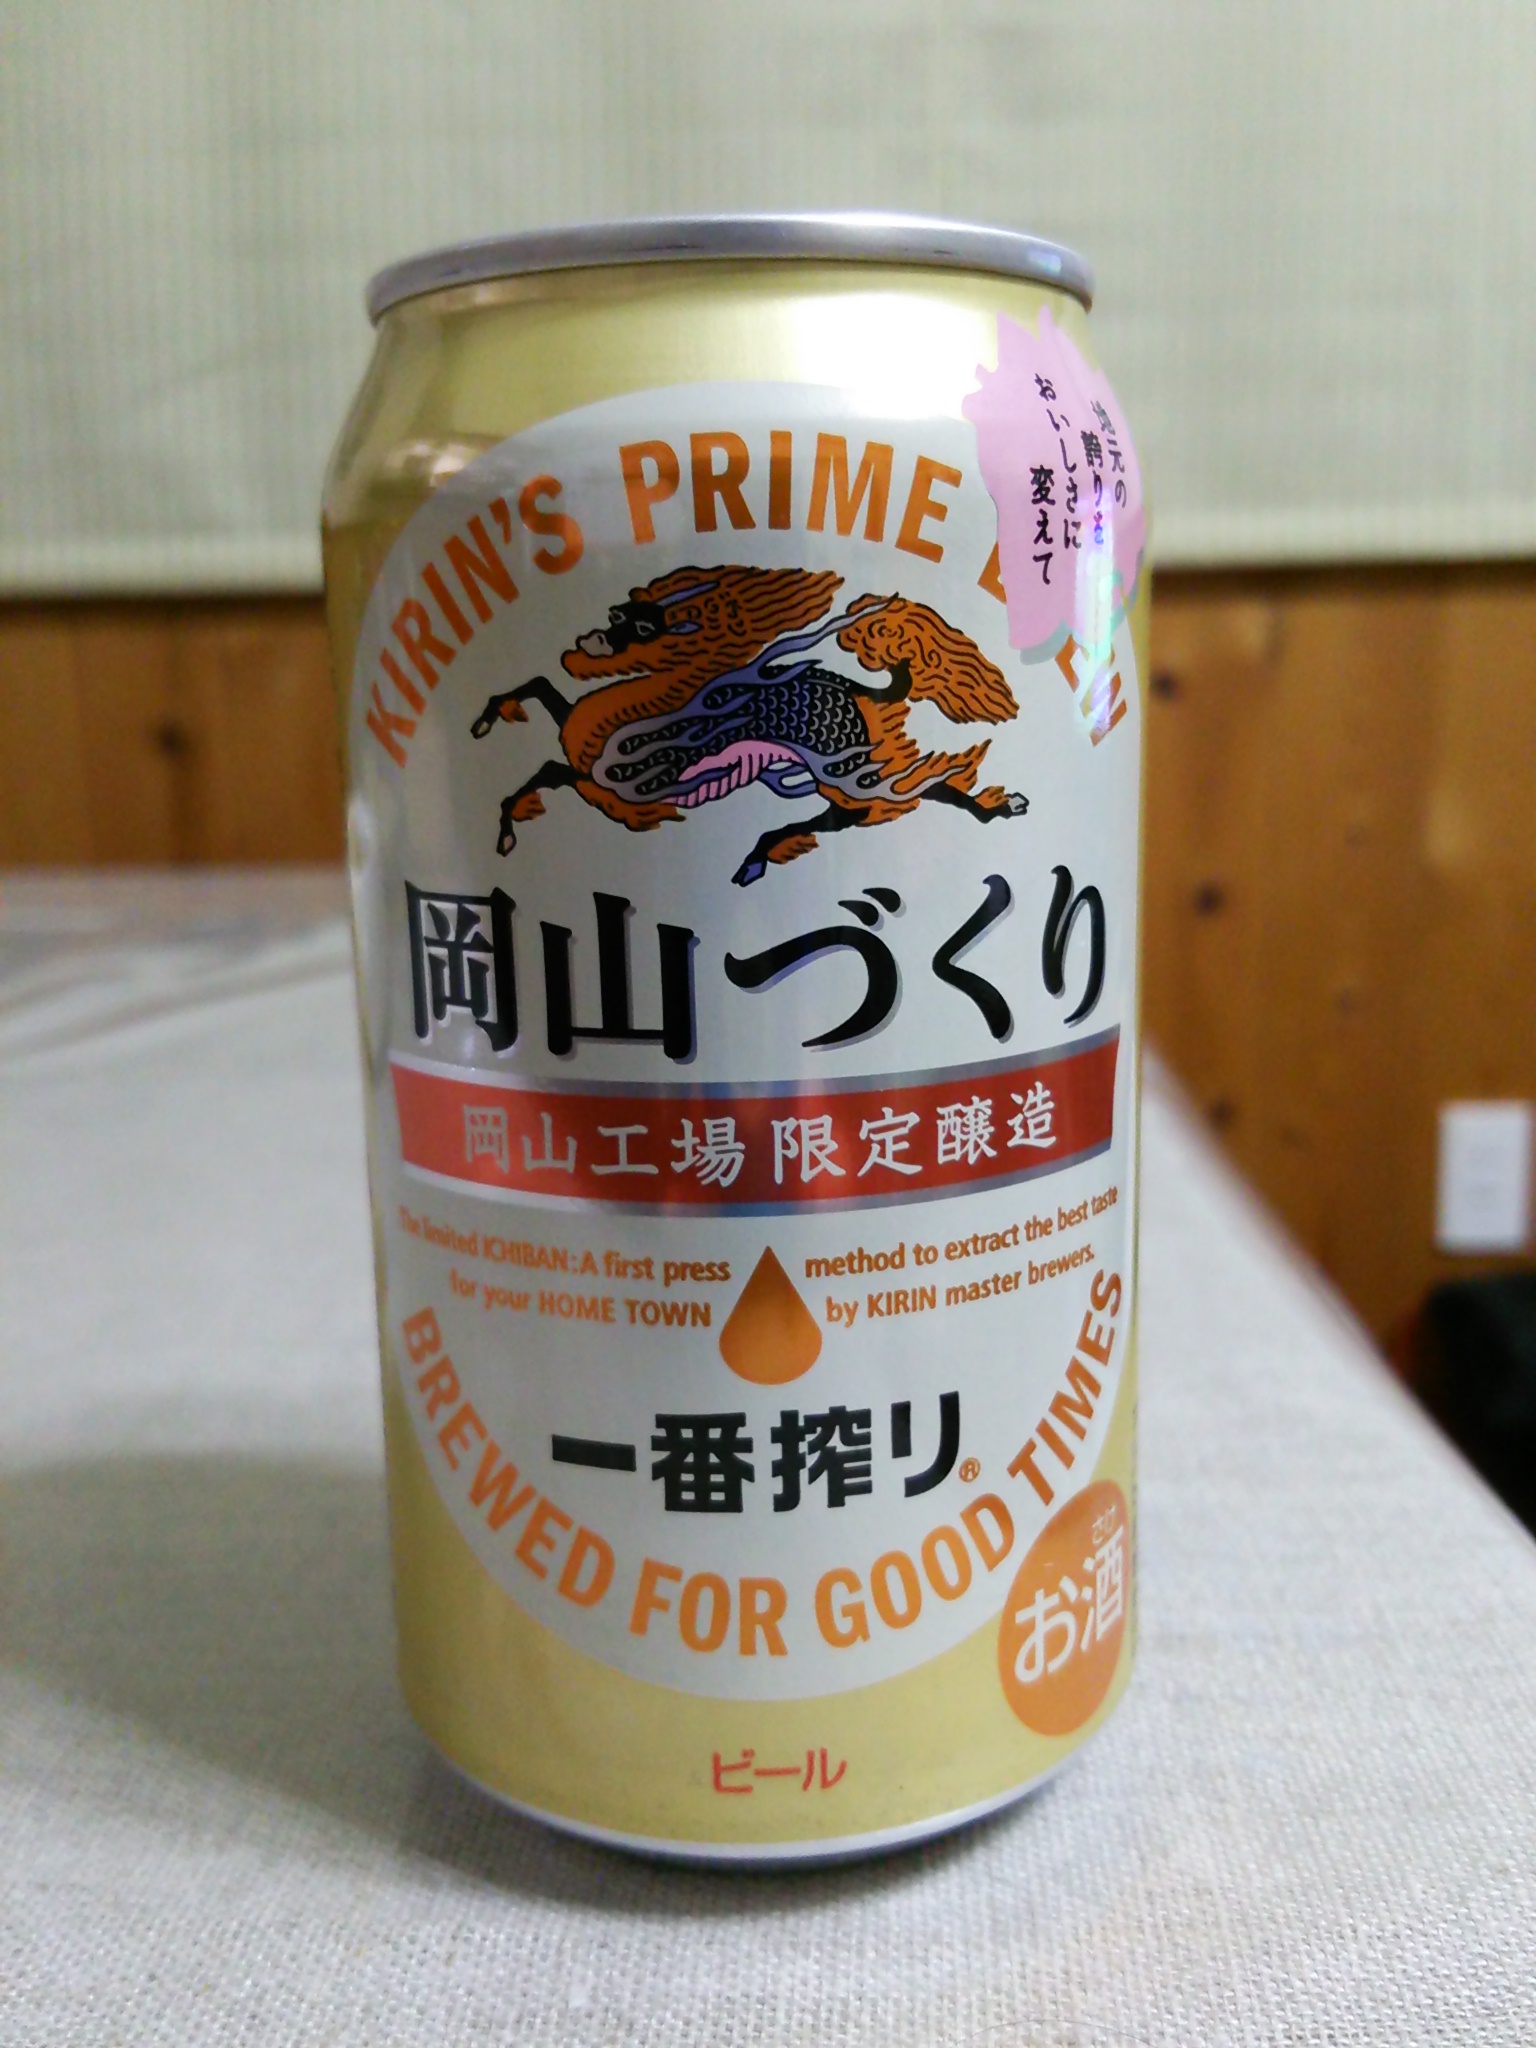 KIRIN'S PRIME BREW
地元の
誇りを
おいしさに
変えて
岡山づくり
岡山工場 限定醸造
The limited ICHIBAN: A first press method to extract the best taste
for your HOME TOWN by KIRIN master brewers.
一番搾り®
BREWED FOR GOOD TIMES
さけ
お酒
ビール